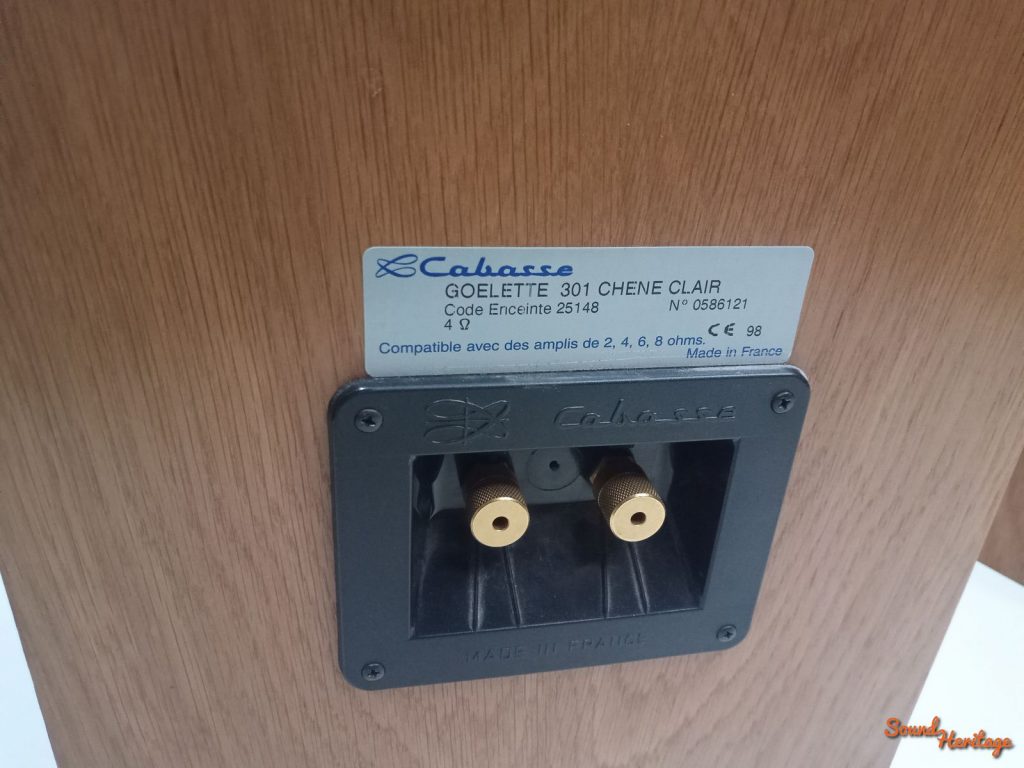 Cabasse
GOELETTE 301 CHENE CLAIR
Code Enceinte 25148 N° 0586121
4 Ω
CE 98
Compatible avec des amplis de 2, 4, 6, 8 ohms.
Made in France
Cabasse
MADE IN FRANCE
Sound
Heritage